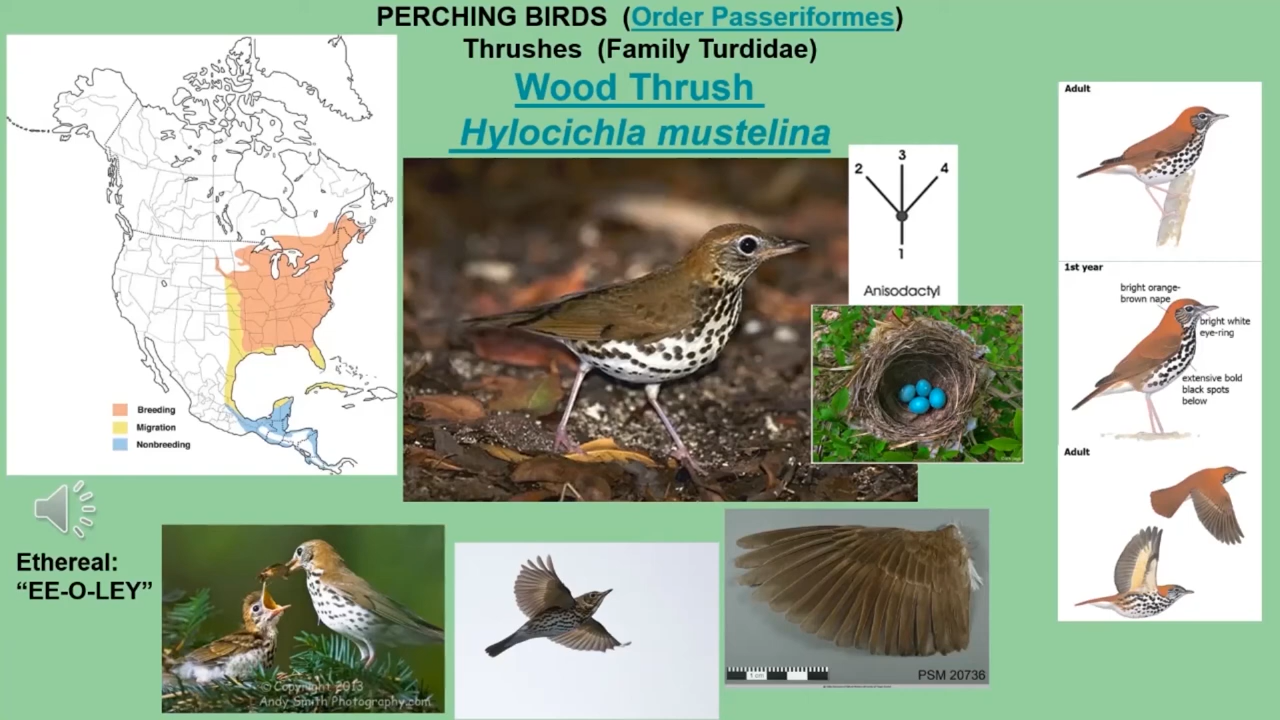 PERCHING BIRDS (Order Passeriformes)
Thrushes (Family Turdidae)
Wood Thrush
Hylocichla mustelina
Breeding
Migration
Nonbreeding
2
3
4
1
Anisodactyl
Adult
1st year
bright orange-
brown nape
bright white
eye-ring
extensive bold
black spots
below
Adult
Ethereal:
“EE-O-LEY”
© Copyright 2013
Andy Smith Photography.com
1 cm
PSM 20736